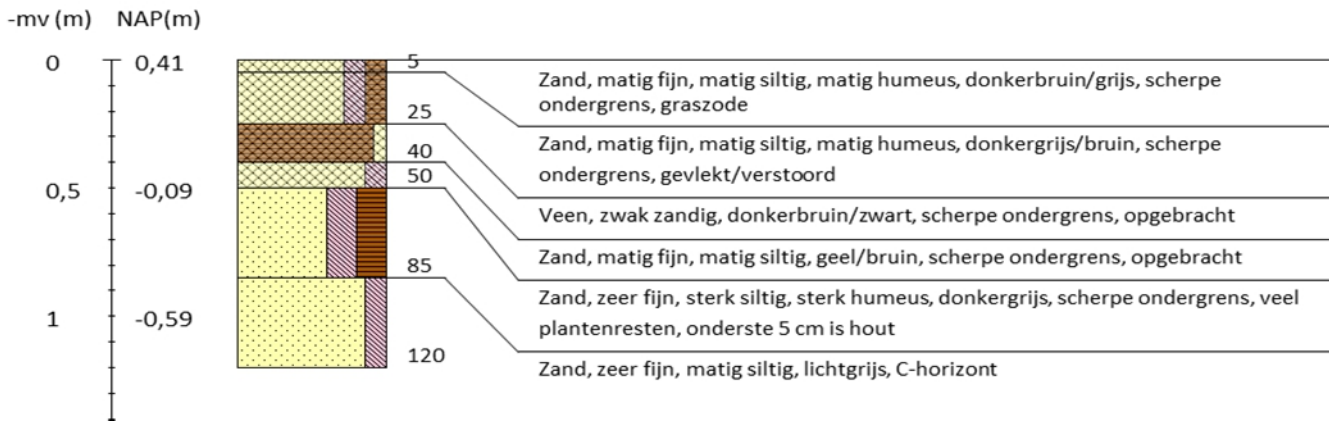 -mv (m) NAP(m)
0 0,41
5
Zand, matig fijn, matig siltig, matig humeus, donkerbruin/grijs, scherpe
ondergrens, graszode
25
Zand, matig fijn, matig siltig, matig humeus, donkergrijs/bruin, scherpe
ondergrens, gevlekt/verstoord
40
0,5 -0,09
50
Veen, zwak zandig, donkerbruin/zwart, scherpe ondergrens, opgebracht
Zand, matig fijn, matig siltig, geel/bruin, scherpe ondergrens, opgebracht
85
Zand, zeer fijn, sterk siltig, sterk humeus, donkergrijs, scherpe ondergrens, veel
plantenresten, onderste 5 cm is hout
1 -0,59
120
Zand, zeer fijn, matig siltig, lichtgrijs, C-horizont